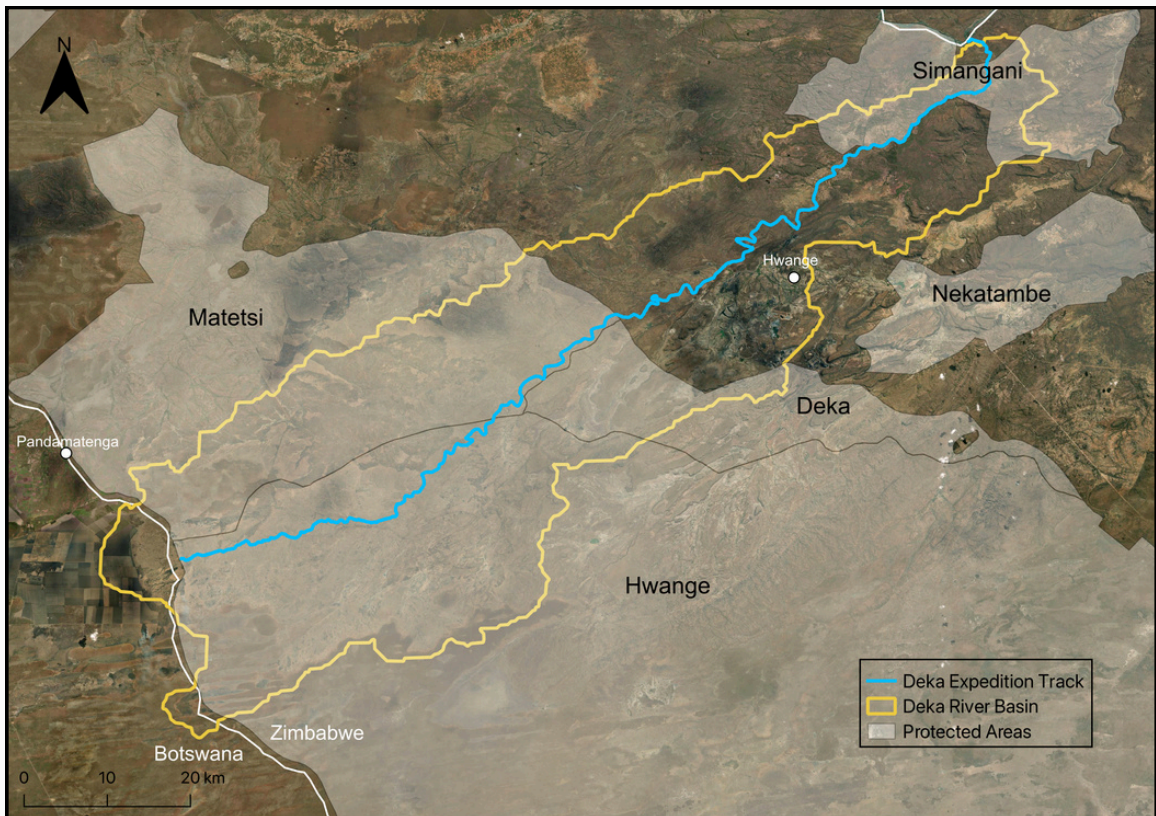 N
Simangani
Hwange
Nekatambe
Matetsi
Deka
Pandamatenga
Hwange
Zimbabwe
Botswana
0 10 20 km
Deka Expedition Track
Deka River Basin
Protected Areas